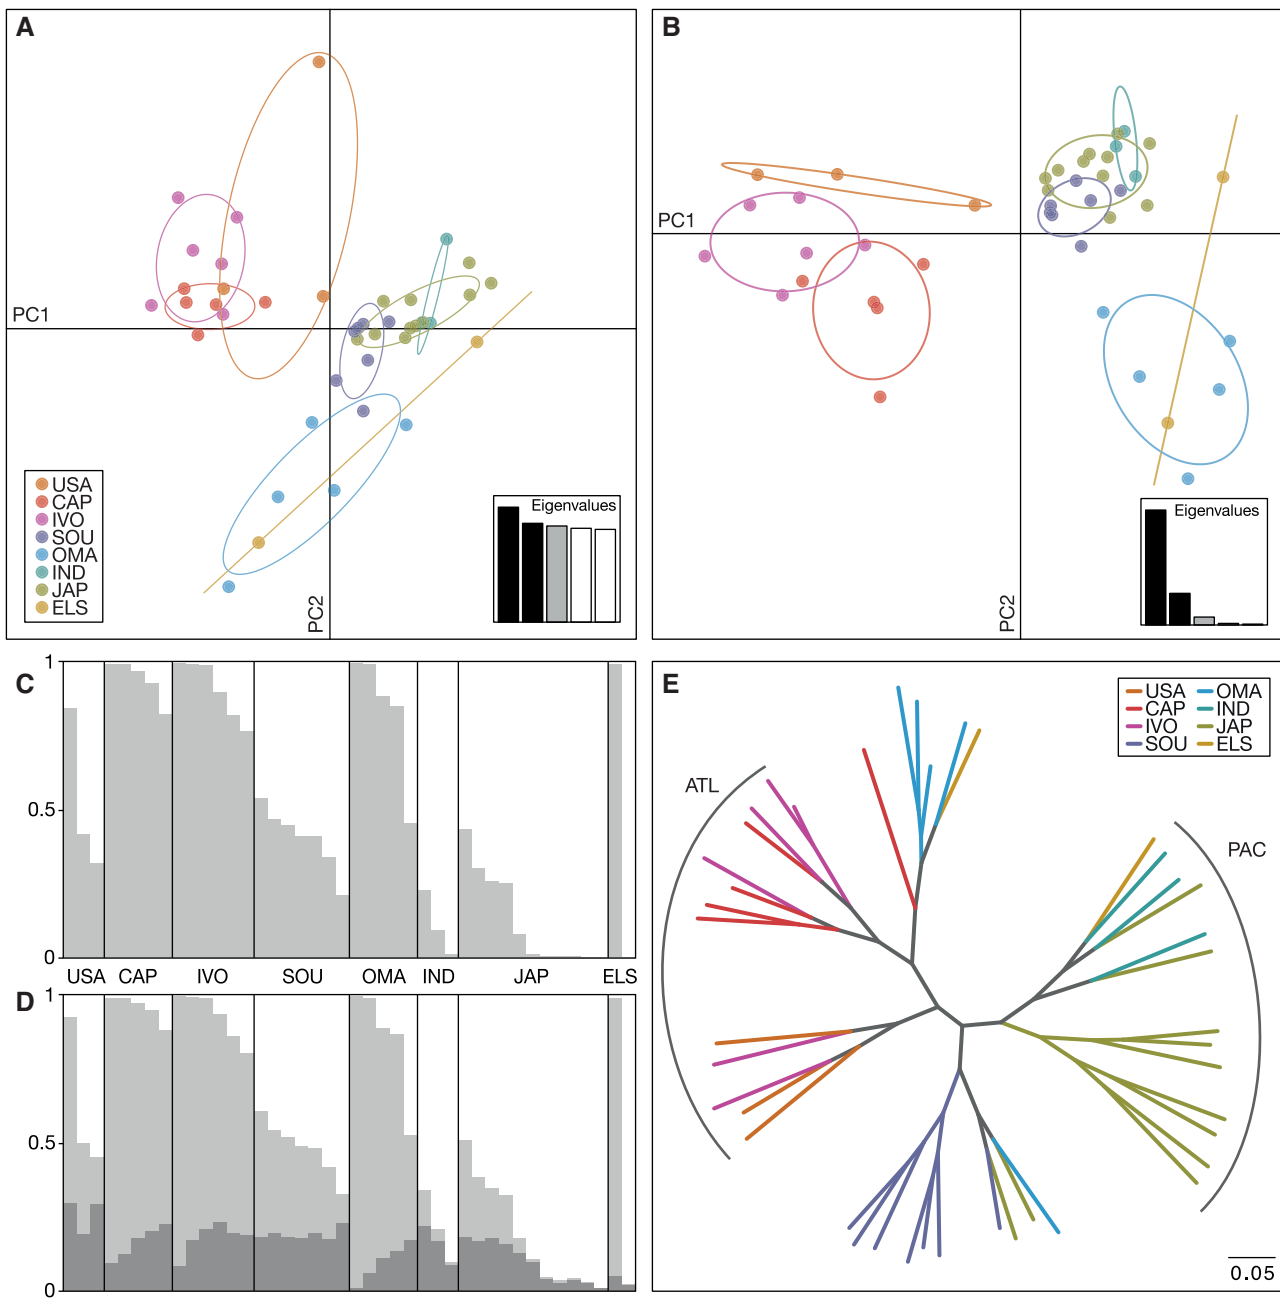 A
PC1
PC2
USA
CAP
IVO
SOU
OMA
IND
JAP
ELS
Eigenvalues
B
PC1
PC2
Eigenvalues
C
1
0.5
0
USA CAP IVO SOU OMA IND JAP ELS
D
1
0.5
0
E
USA OMA
CAP IND
IVO JAP
SOU ELS
ATL
PAC
0.05